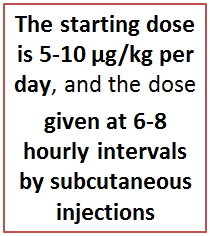 The starting dose
is 5-10 µg/kg per
day, and the dose
given at 6-8
hourly intervals
by subcutaneous
injections